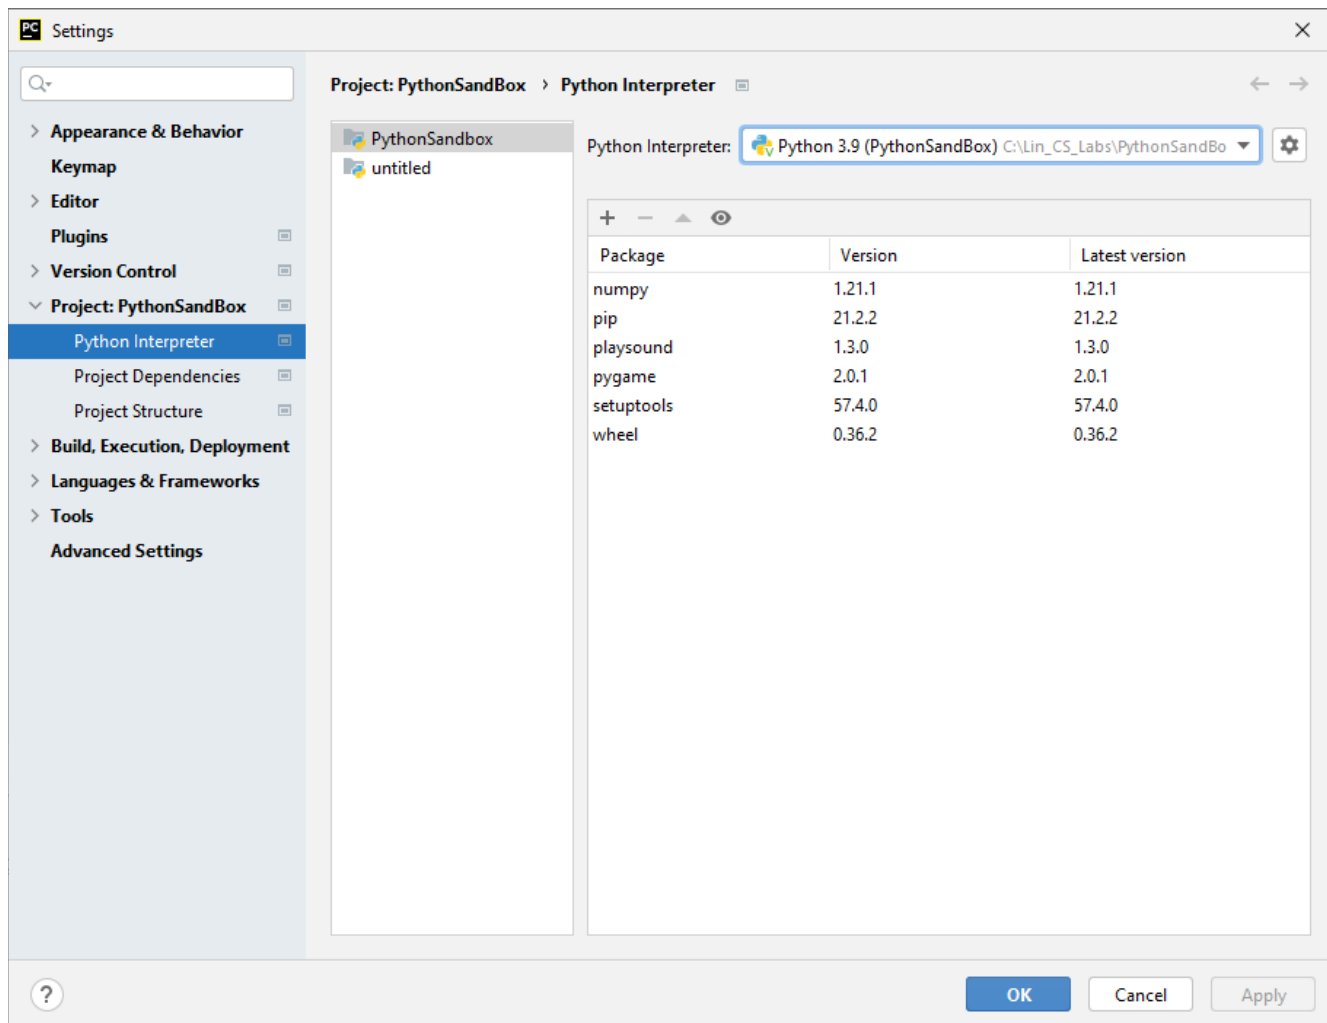 PC Settings
Project: PythonSandBox > Python Interpreter
Appearance & Behavior
Keymap
Editor
Plugins
Version Control
Project: PythonSandBox
Python Interpreter
Project Dependencies
Project Structure
Build, Execution, Deployment
Languages & Frameworks
Tools
Advanced Settings
PythonSandbox
untitled
Python Interpreter: Python 3.9 (PythonSandBox) C:\Lin_CS_Labs\PythonSandBo
Package Version Latest version
numpy 1.21.1 1.21.1
pip 21.2.2 21.2.2
playsound 1.3.0 1.3.0
pygame 2.0.1 2.0.1
setuptools 57.4.0 57.4.0
wheel 0.36.2 0.36.2
? OK Cancel Apply